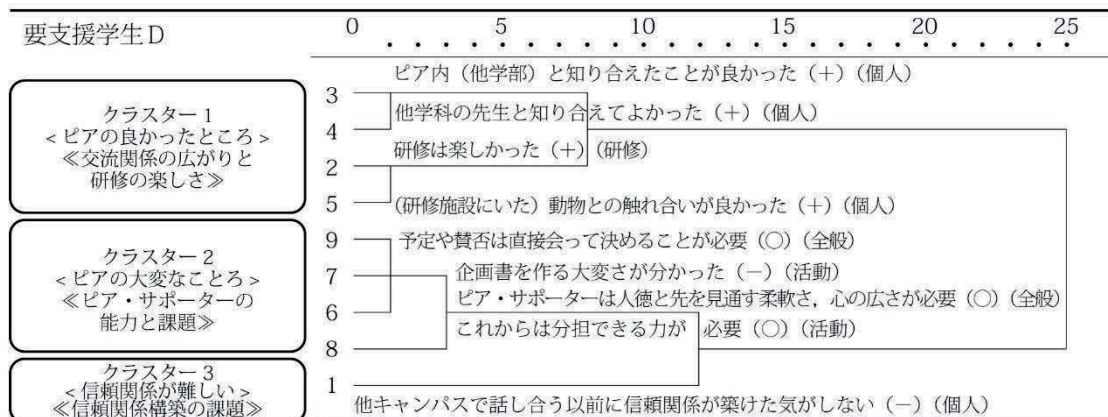 要支援学生D
0 5 10 15 20 25
クラスター1
<ピアの良かったところ>
≪交流関係の広がりと
研修の楽しさ≫
3 ピア内（他学部）と知り合えたことが良かった（＋）（個人）
4 他学科の先生と知り合えてよかった（＋）（個人）
2 研修は楽しかった（＋）（研修）
5 （研修施設にいた）動物との触れ合いが良かった（＋）（個人）
クラスター2
<ピアの大変なことろ>
≪ピア・サポーターの
能力と課題≫
9 予定や賛否は直接会って決めることが必要（○）（全般）
7 企画書を作る大変さが分かった（－）（活動）
6 ピア・サポーターは人徳と先を見通す柔軟さ，心の広さが必要（○）（全般）
8 これからは分担できる力が 必要（○）（活動）
クラスター3
<信頼関係が難しい>
≪信頼関係構築の課題≫
1 他キャンパスで話し合う以前に信頼関係が築けた気がしない（－）（個人）